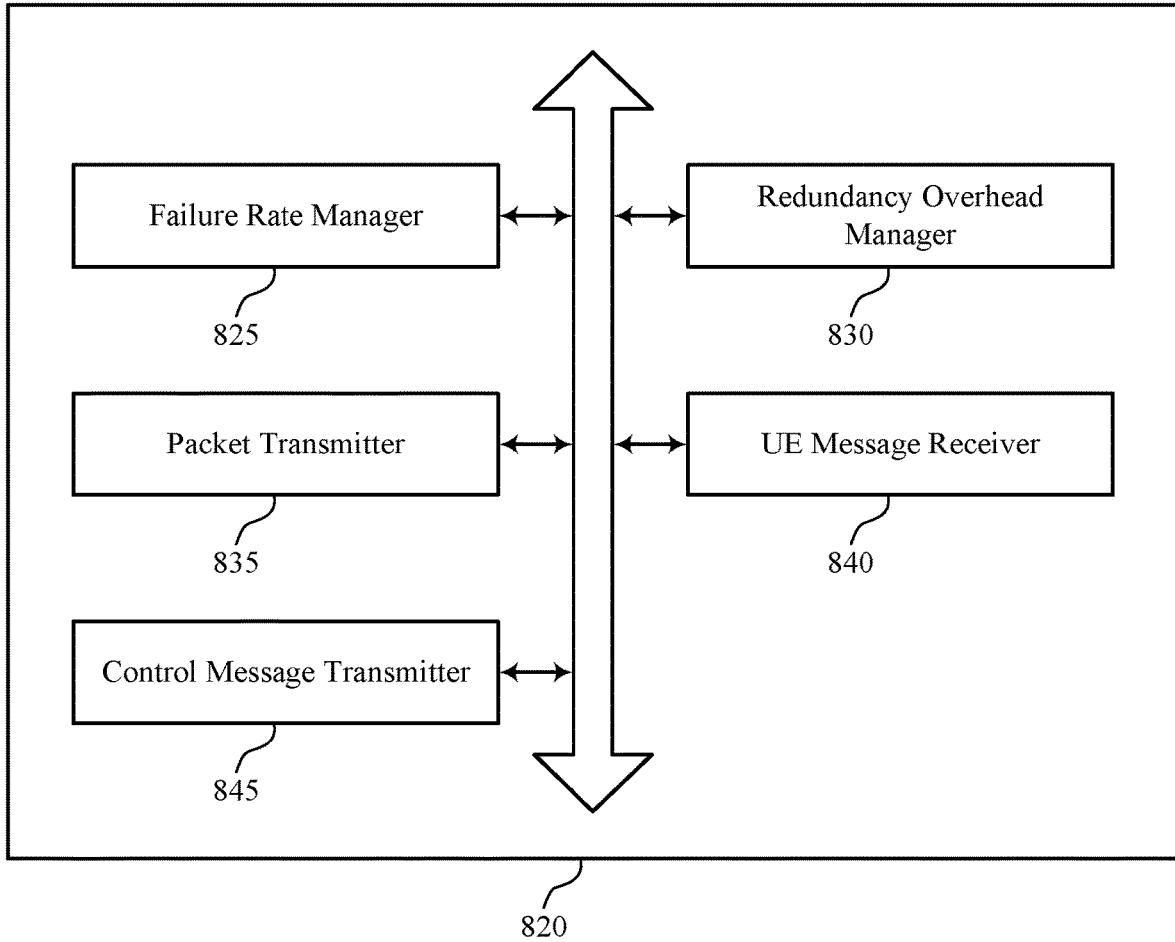 Failure Rate Manager
825
Redundancy Overhead
Manager
830
Packet Transmitter
835
UE Message Receiver
840
Control Message Transmitter
845
820